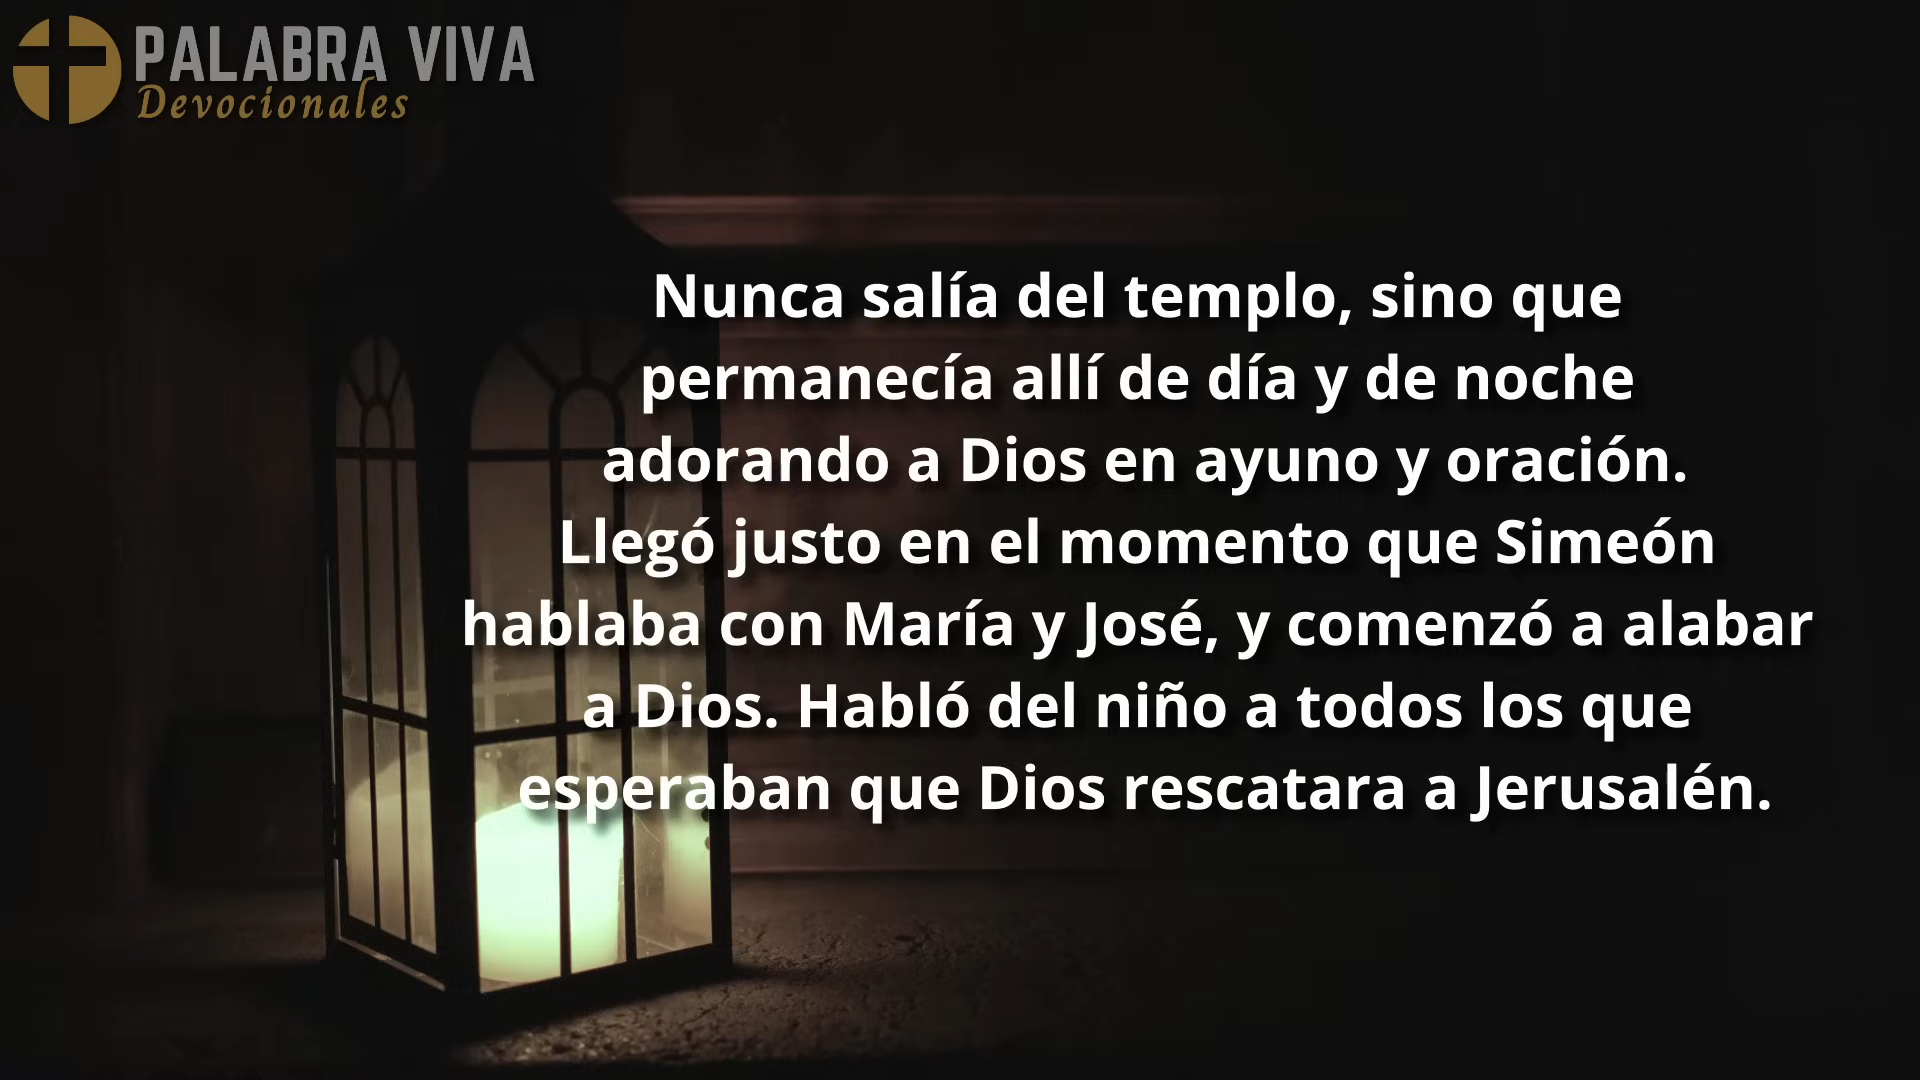 PALABRA VIVA
Devocionales
Nunca salía del templo, sino que
permanecía allí de día y de noche
adorando a Dios en ayuno y oración.
Llegó justo en el momento que Simeón
hablaba con María y José, y comenzó a alabar
a Dios. Habló del niño a todos los que
esperaban que Dios rescatara a Jerusalén.